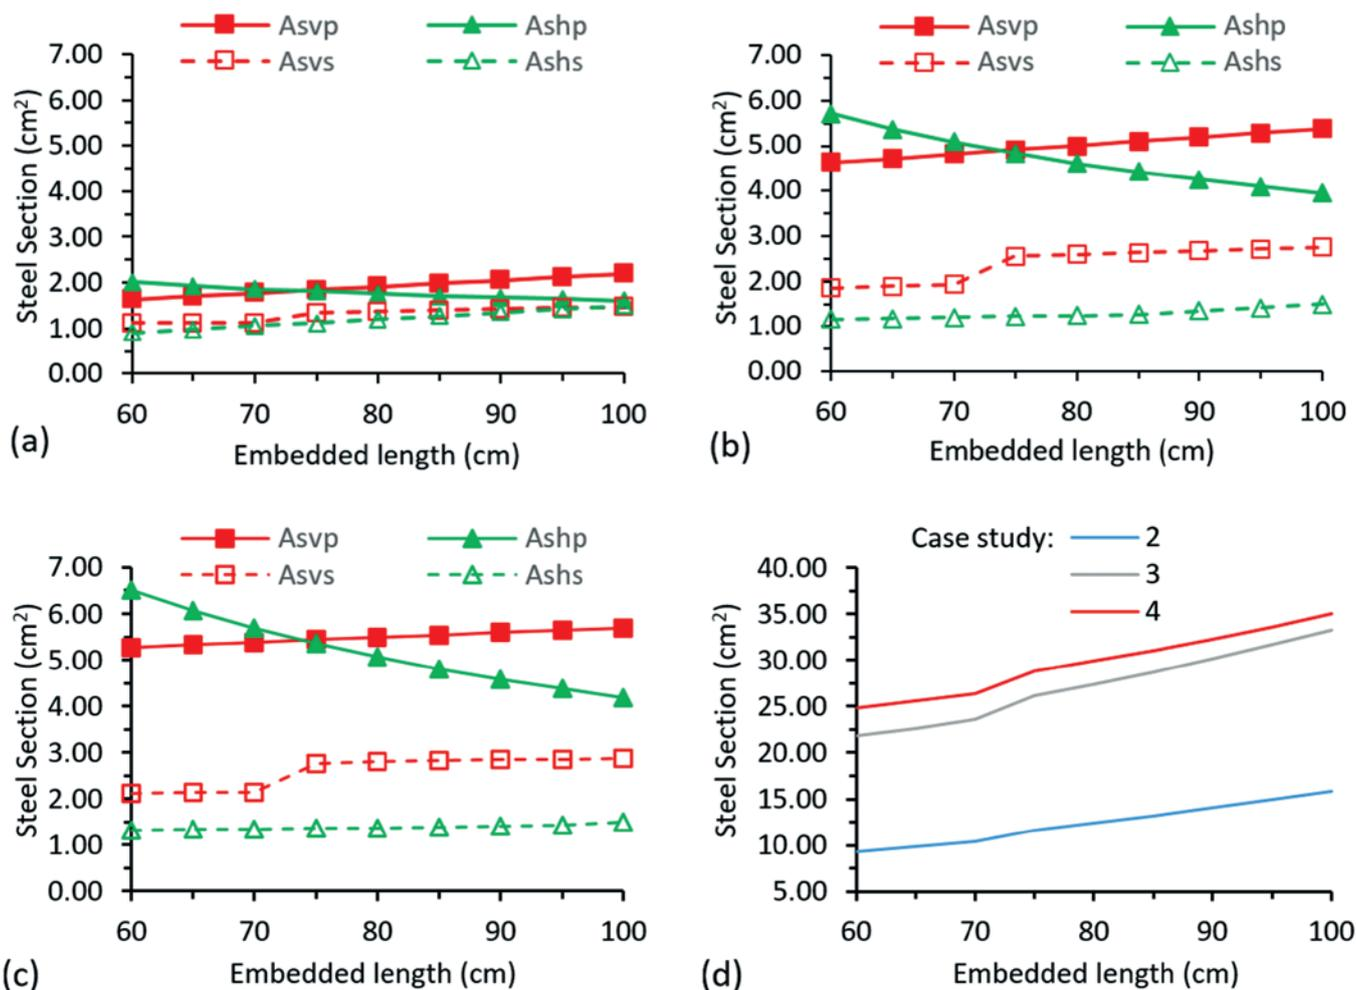 Asvp Ashp
Asvs Ashs
7.00
6.00
5.00
4.00
3.00
2.00
1.00
0.00
Steel Section (cm²)
60 70 80 90 100
Embedded length (cm)
(a)
Asvp Ashp
Asvs Ashs
7.00
6.00
5.00
4.00
3.00
2.00
1.00
0.00
Steel Section (cm²)
60 70 80 90 100
Embedded length (cm)
(b)
Asvp Ashp
Asvs Ashs
7.00
6.00
5.00
4.00
3.00
2.00
1.00
0.00
Steel Section (cm²)
60 70 80 90 100
Embedded length (cm)
(c)
Case study: 2
3
4
40.00
35.00
30.00
25.00
20.00
15.00
10.00
5.00
Steel Section (cm²)
60 70 80 90 100
Embedded length (cm)
(d)